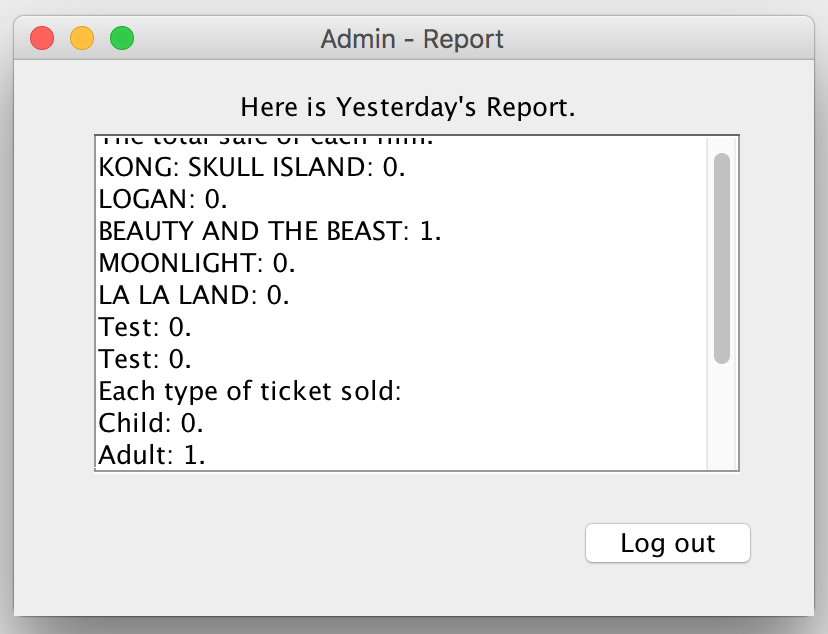 Admin - Report
Here is Yesterday's Report.
The total sale of each film:
KONG: SKULL ISLAND: 0.
LOGAN: 0.
BEAUTY AND THE BEAST: 1.
MOONLIGHT: 0.
LA LA LAND: 0.
Test: 0.
Test: 0.
Each type of ticket sold:
Child: 0.
Adult: 1.
Log out